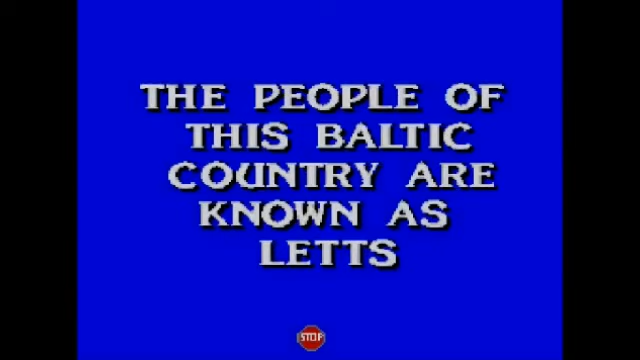 THE PEOPLE OF
THIS BALTIC
COUNTRY ARE
KNOWN AS
LETTS
STOP